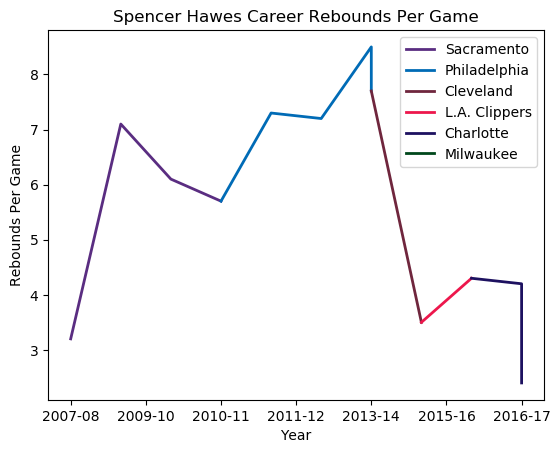 Spencer Hawes Career Rebounds Per Game
Sacramento
Philadelphia
Cleveland
L.A. Clippers
Charlotte
Milwaukee
Rebounds Per Game
8
7
6
5
4
3
2007-08 2009-10 2010-11 2011-12 2013-14 2015-16 2016-17
Year